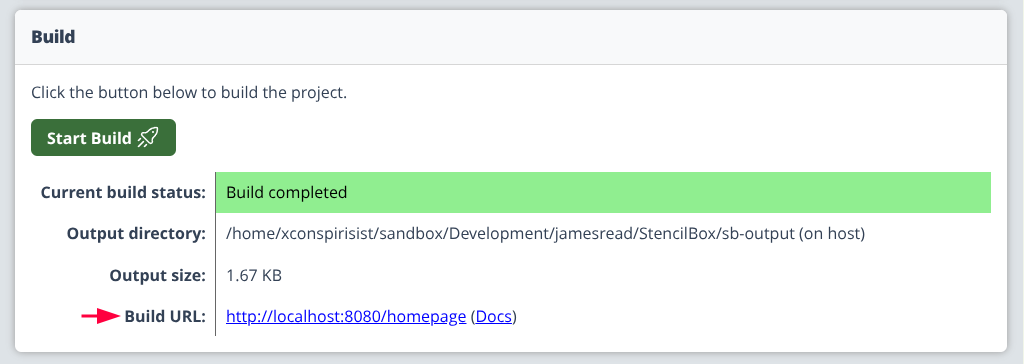 Build
Click the button below to build the project.
Start Build
Current build status: Build completed
Output directory: /home/xconspirisist/sandbox/Development/jamesread/StencilBox/sb-output (on host)
Output size: 1.67 KB
Build URL: http://localhost:8080/homepage (Docs)